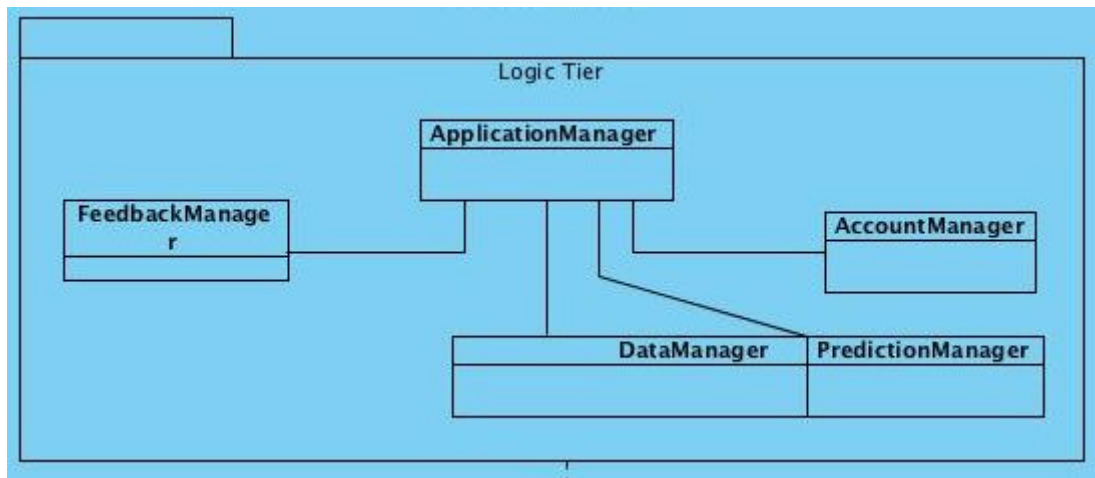 Logic Tier
ApplicationManager
FeedbackManage
r
AccountManager
DataManager
PredictionManager